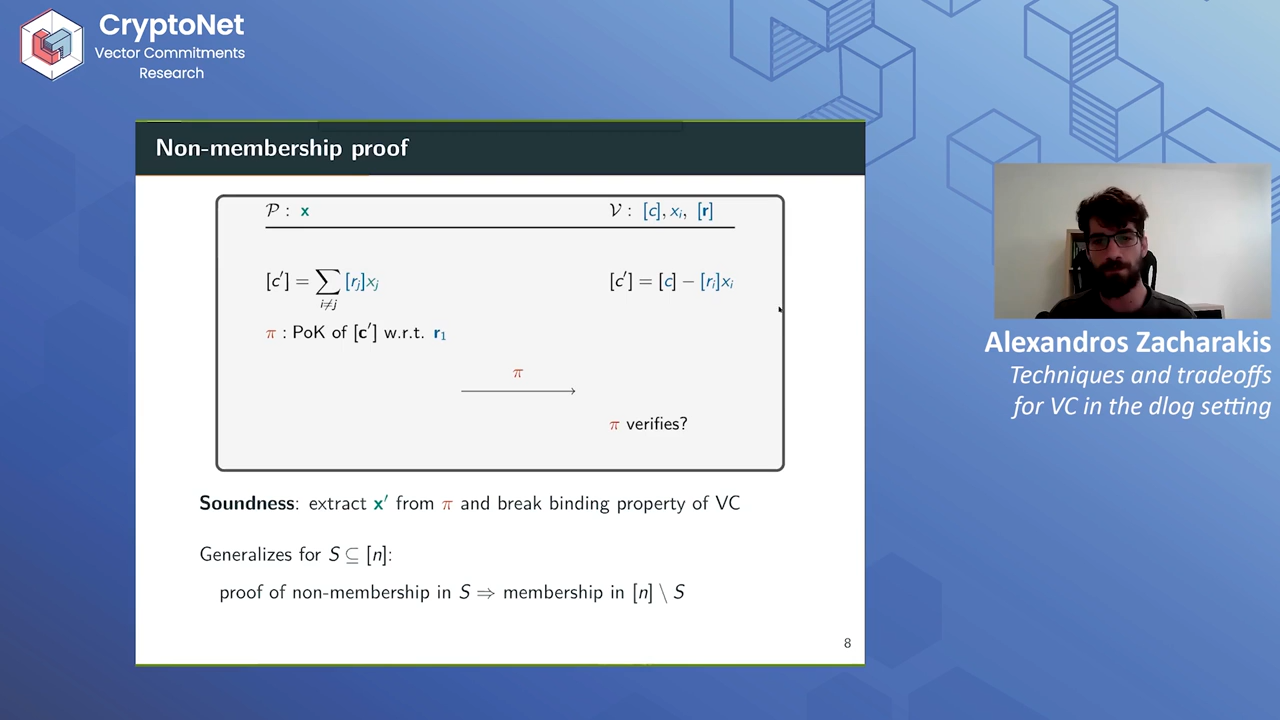 CryptoNet
Vector Commitments
Research
Non-membership proof
𝒫 : x
𝒱 : [c], xᵢ, [r]
[c′] = ∑ [rⱼ]xⱼ
i≠j
[c′] = [c] − [rᵢ]xᵢ
π : PoK of [c′] w.r.t. r₁
π
π verifies?
Soundness: extract x′ from π and break binding property of VC
Generalizes for S ⊆ [n]:
proof of non-membership in S ⇒ membership in [n] \ S
8
Alexandros Zacharakis
Techniques and tradeoffs
for VC in the dlog setting